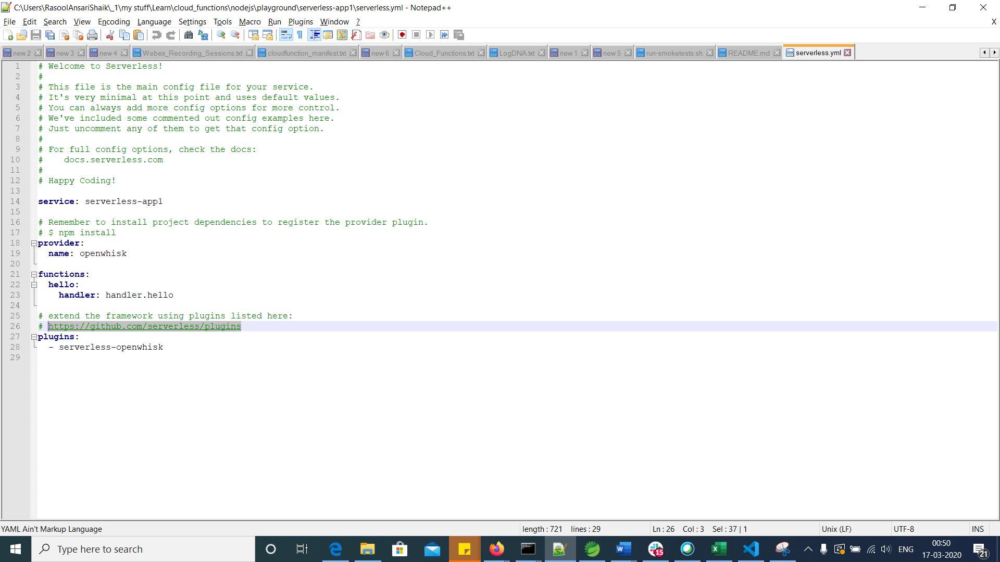 C:\Users\RasoolAnsariShaik\_1\my stuff\Learn\cloud_functions\nodejs\playground\serverless-app1\serverless.yml - Notepad++
File Edit Search View Encoding Language Settings Tools Macro Run Plugins Window ? X
new 2 new 3 new 4 Webex_Recording_Sessions.txt cloudfunction_manifest.txt new 6 Cloud_Functions.txt LogDNA.txt new 1 new 5 run-smoketests.sh README.md serverless.yml
1 # Welcome to Serverless!
2 #
3 # This file is the main config file for your service.
4 # It's very minimal at this point and uses default values.
5 # You can always add more config options for more control.
6 # We've included some commented out config examples here.
7 # Just uncomment any of them to get that config option.
8 #
9 # For full config options, check the docs:
10 #    docs.serverless.com
11 #
12 # Happy Coding!
13
14 service: serverless-app1
15
16 # Remember to install project dependencies to register the provider plugin.
17 # $ npm install
18 provider:
19   name: openwhisk
20
21 functions:
22   hello:
23     handler: handler.hello
24
25 # extend the framework using plugins listed here:
26 # https://github.com/serverless/plugins
27 plugins:
28   - serverless-openwhisk
29
YAML Ain't Markup Language length : 721 lines : 29 Ln : 26 Col : 3 Sel : 37 | 1 Unix (LF) UTF-8 INS
Type here to search 15 ENG 00:50
17-03-2020 21